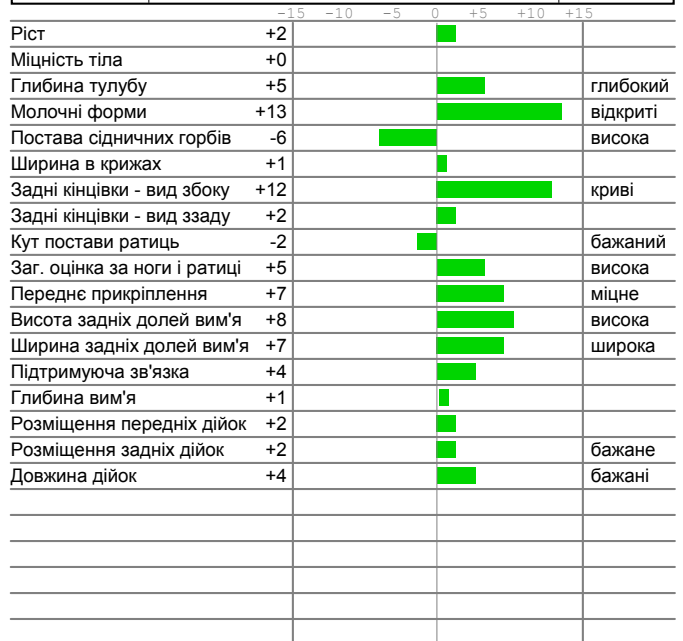 -15 -10 -5 0 +5 +10 +15
Ріст +2
Міцність тіла +0
Глибина тулубу +5 глибокий
Молочні форми +13 відкриті
Постава сідничних горбів -6 висока
Ширина в крижах +1
Задні кінцівки - вид збоку +12 криві
Задні кінцівки - вид ззаду +2
Кут постави ратиць -2 бажаний
Заг. оцінка за ноги і ратиці +5 висока
Переднє прикріплення +7 міцне
Висота задніх долей вим'я +8 висока
Ширина задніх долей вим'я +7 широка
Підтримуюча зв'язка +4
Глибина вим'я +1
Розміщення передніх дійок +2
Розміщення задніх дійок +2 бажане
Довжина дійок +4 бажані